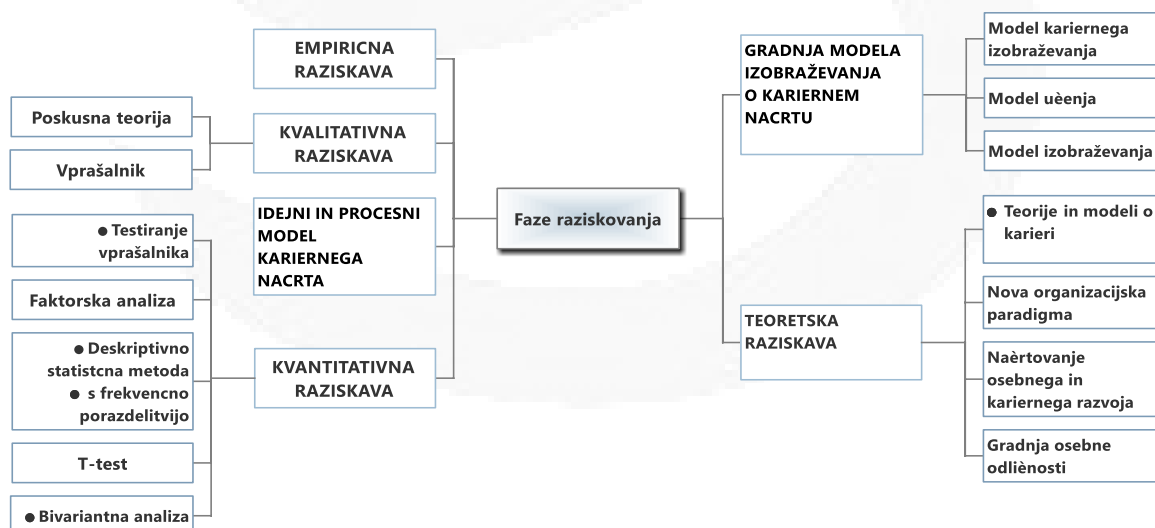 EMPIRICNA
RAZISKAVA
Poskusna teorija
Vprašalnik
KVALITATIVNA
RAZISKAVA
IDEJNI IN PROCESNI
MODEL
KARIERNEGA
NACRTA
● Testiranje
vprašalnika
Faktorska analiza
● Deskriptivno
statistcna metoda
● s frekvencno
porazdelitvijo
T-test
● Bivariantna analiza
KVANTITATIVNA
RAZISKAVA
Faze raziskovanja
GRADNJA MODELA
IZOBRAŽEVANJA
O KARIERNEM
NACRTU
Model kariernega
izobraževanja
Model uèenja
Model izobraževanja
TEORETSKA
RAZISKAVA
● Teorije in modeli o
karieri
Nova organizacijska
paradigma
Naèrtovanje
osebnega in
kariernega razvoja
Gradnja osebne
odliènosti